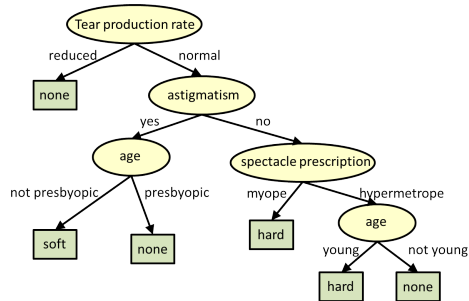 Tear production rate
reduced
normal
none
astigmatism
yes
no
age
spectacle prescription
not presbyopic
presbyopic
myope
hypermetrope
soft
none
hard
age
young
not young
hard
none